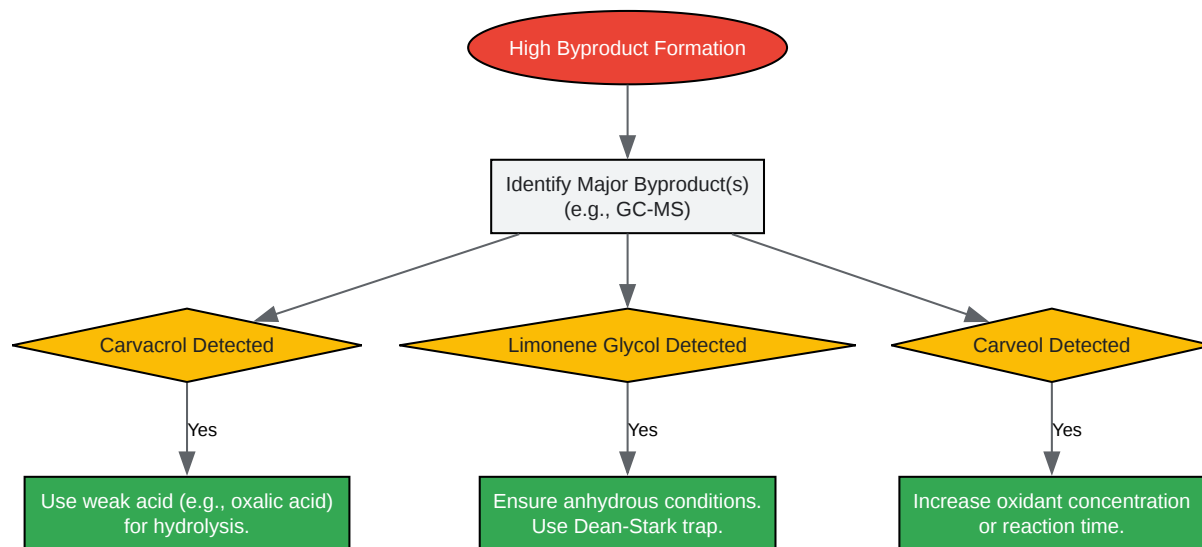 High Byproduct Formation
Identify Major Byproduct(s)
(e.g., GC-MS)
Carvacrol Detected
Limonene Glycol Detected
Carveol Detected
Yes
Yes
Yes
Use weak acid (e.g., oxalic acid)
for hydrolysis.
Ensure anhydrous conditions.
Use Dean-Stark trap.
Increase oxidant concentration
or reaction time.